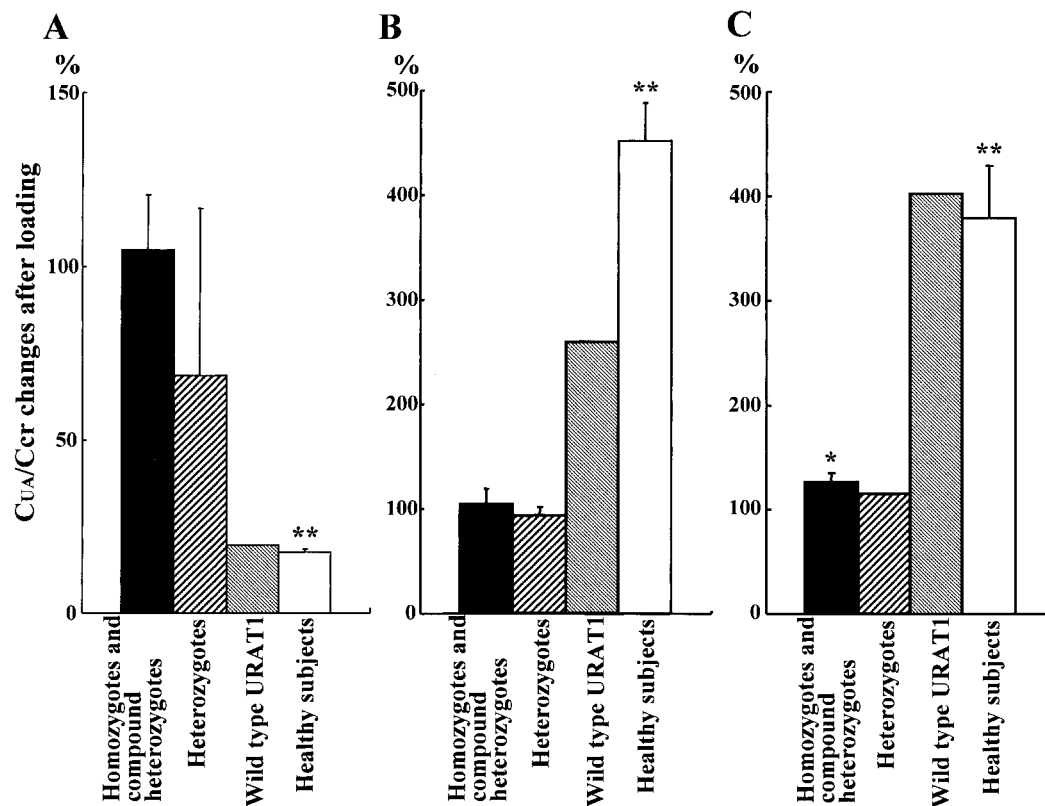 A
B
C
%
%
%
150
100
50
0
500
400
300
200
100
0
500
400
300
200
100
0
**
**
*
**
CUA/Ccr changes after loading
Homozygotes and
compound
heterozygotes
Heterozygotes
Wild type URAT1
Healthy subjects
Homozygotes and
compound
heterozygotes
Heterozygotes
Wild type URAT1
Healthy subjects
Homozygotes and
compound
heterozygotes
Heterozygotes
Wild type URAT1
Healthy subjects